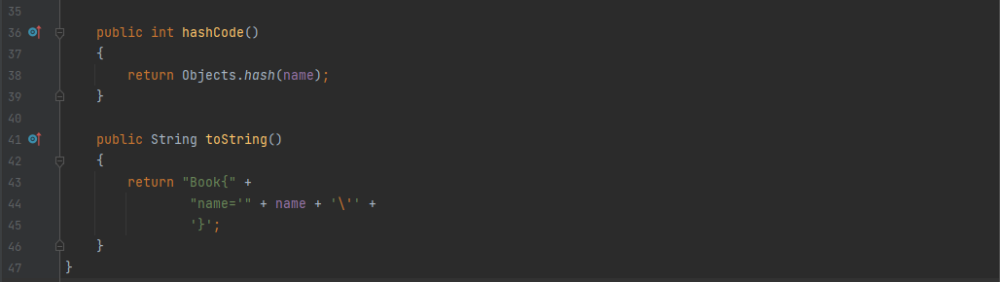 35
36 public int hashCode()
37 {
38 return Objects.hash(name);
39 }
40
41 public String toString()
42 {
43 return "Book{" +
44 "name='" + name + '\'' +
45 '}';
46 }
47 }